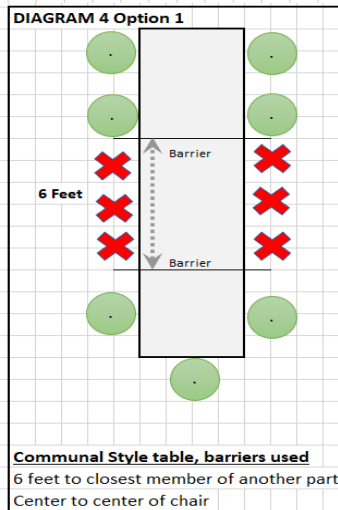 DIAGRAM 4 Option 1
Barrier
6 Feet
Barrier
Communal Style table, barriers used
6 feet to closest member of another part
Center to center of chair